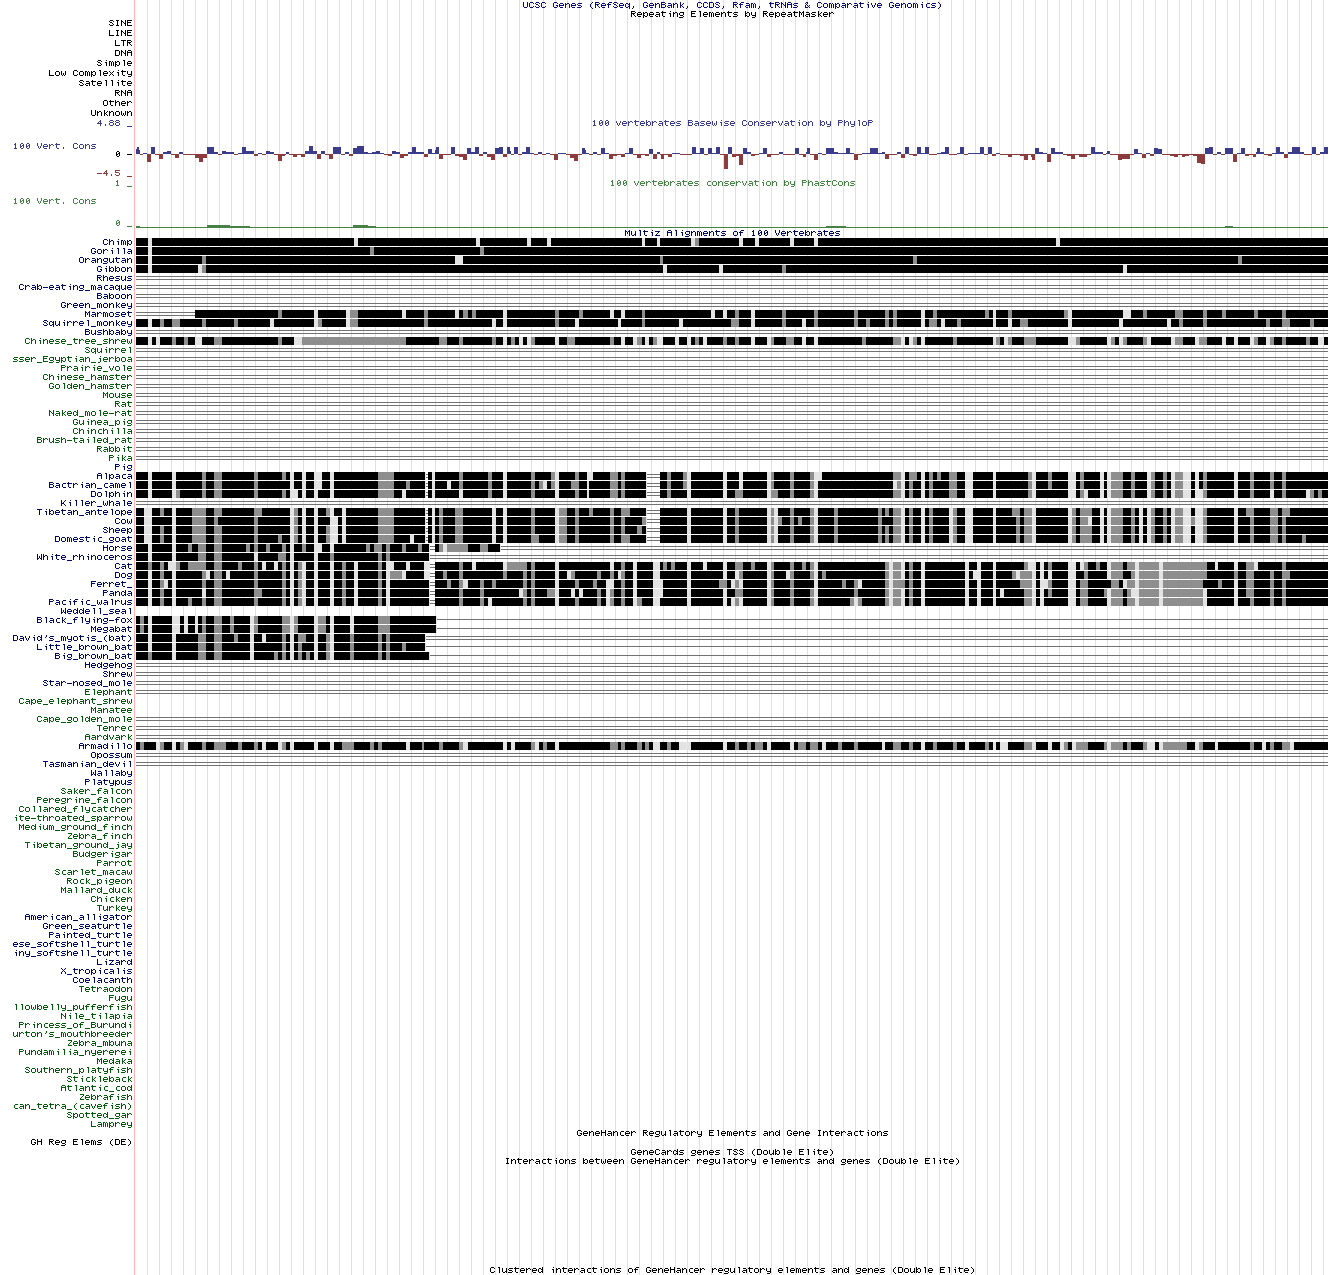 UCSC Genes (RefSeq, GenBank, CCDS, Rfam, tRNAs & Comparative Genomics)
Repeating Elements by RepeatMasker
SINE
LINE
LTR
DNA
Simple
Low Complexity
Satellite
RNA
Other
Unknown
100 vertebrates Basewise Conservation by PhyloP
4.88 _
100 Vert. Cons
0 _
-4.5 _
100 vertebrates conservation by PhastCons
1 _
100 Vert. Cons
0 _
Multiz Alignments of 100 Vertebrates
Chimp
Gorilla
Orangutan
Gibbon
Rhesus
Crab-eating_macaque
Baboon
Green_monkey
Marmoset
Squirrel_monkey
Bushbaby
Chinese_tree_shrew
Squirrel
sser_Egyptian_jerboa
Prairie_vole
Chinese_hamster
Golden_hamster
Mouse
Rat
Naked_mole-rat
Guinea_pig
Chinchilla
Brush-tailed_rat
Rabbit
Pika
Pig
Alpaca
Bactrian_camel
Dolphin
Killer_whale
Tibetan_antelope
Cow
Sheep
Domestic_goat
Horse
White_rhinoceros
Cat
Dog
Ferret_
Panda
Pacific_walrus
Weddell_seal
Black_flying-fox
Megabat
David's_myotis_(bat)
Little_brown_bat
Big_brown_bat
Hedgehog
Shrew
Star-nosed_mole
Elephant
Cape_elephant_shrew
Manatee
Cape_golden_mole
Tenrec
Aardvark
Armadillo
Opossum
Tasmanian_devil
Wallaby
Platypus
Saker_falcon
Peregrine_falcon
Collared_flycatcher
ite-throated_sparrow
Medium_ground_finch
Zebra_finch
Tibetan_ground_jay
Budgerigar
Parrot
Scarlet_macaw
Rock_pigeon
Mallard_duck
Chicken
Turkey
American_alligator
Green_seaturtle
Painted_turtle
ese_softshell_turtle
iny_softshell_turtle
Lizard
X_tropicalis
Coelacanth
Tetraodon
Fugu
llowbelly_pufferfish
Nile_tilapia
Princess_of_Burundi
urton's_mouthbreeder
Zebra_mbuna
Pundamilia_nyererei
Medaka
Southern_platyfish
Stickleback
Atlantic_cod
Zebrafish
can_tetra_(cavefish)
Spotted_gar
Lamprey
GeneHancer Regulatory Elements and Gene Interactions
GH Reg Elems (DE)
GeneCards genes TSS (Double Elite)
Interactions between GeneHancer regulatory elements and genes (Double Elite)
Clustered interactions of GeneHancer regulatory elements and genes (Double Elite)